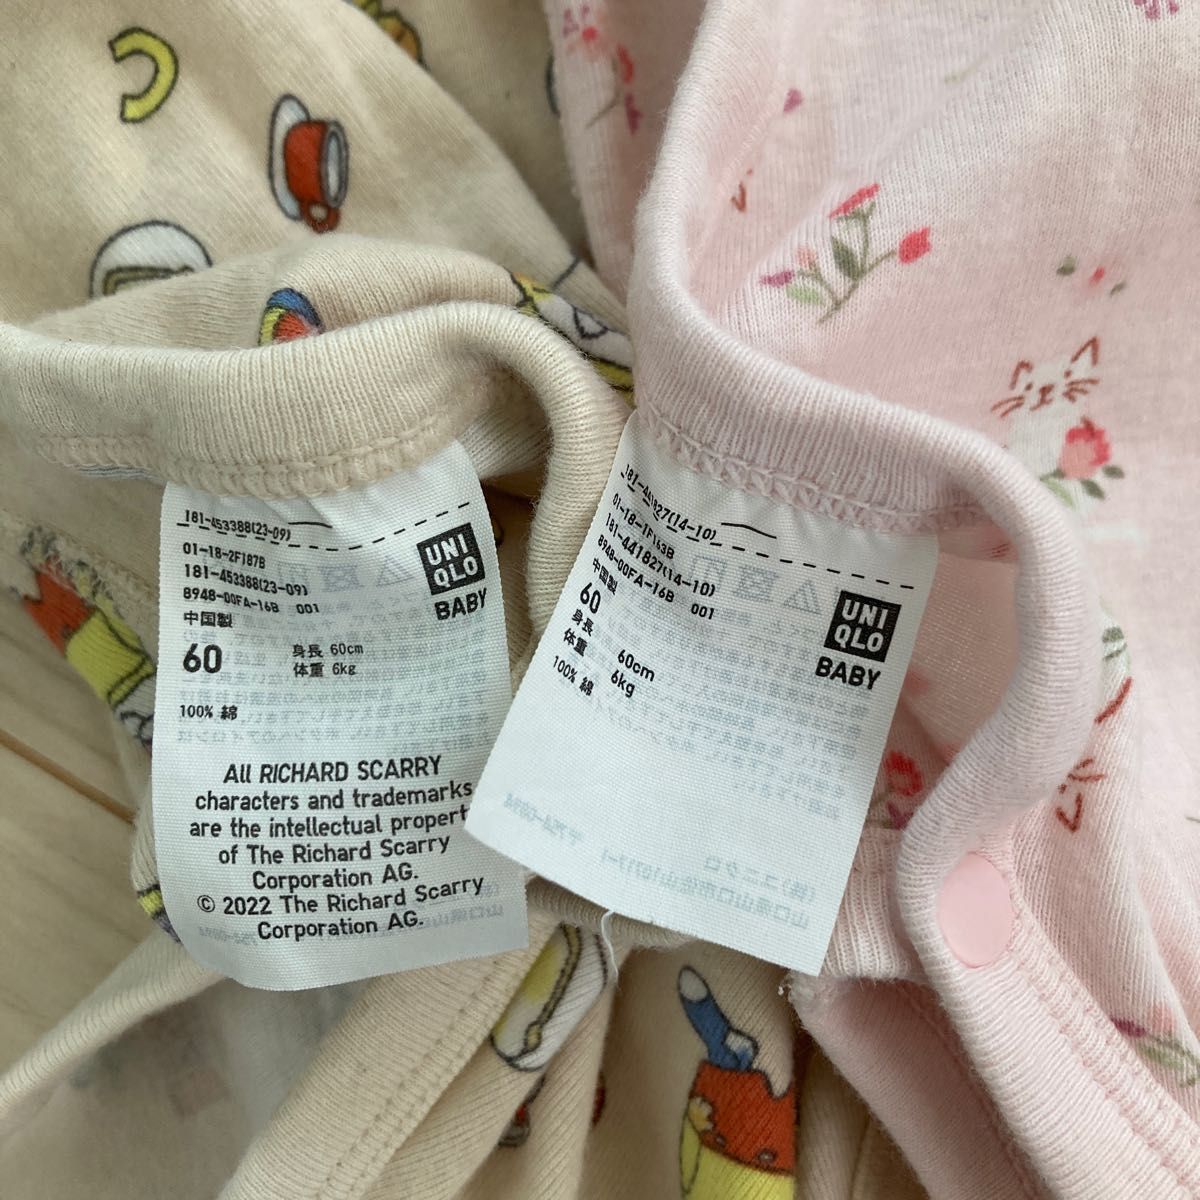 181-453388(23-09)
01-18-2F187B
181-453388(23-09)
8948-00FA-16B 001
中国製
60
身長 60cm
体重 6kg
100% 綿
UNI
QLO
BABY
All RICHARD SCARRY
characters and trademarks
are the intellectual propert
of The Richard Scarry
Corporation AG.
© 2022 The Richard Scarry
Corporation AG.
181-441827(14-10)
01-18-1F163B
181-441827(14-10)
8948-00FA-16B 001
中国製
60
身長 60cm
体重 6kg
100% 綿
UNI
QLO
BABY